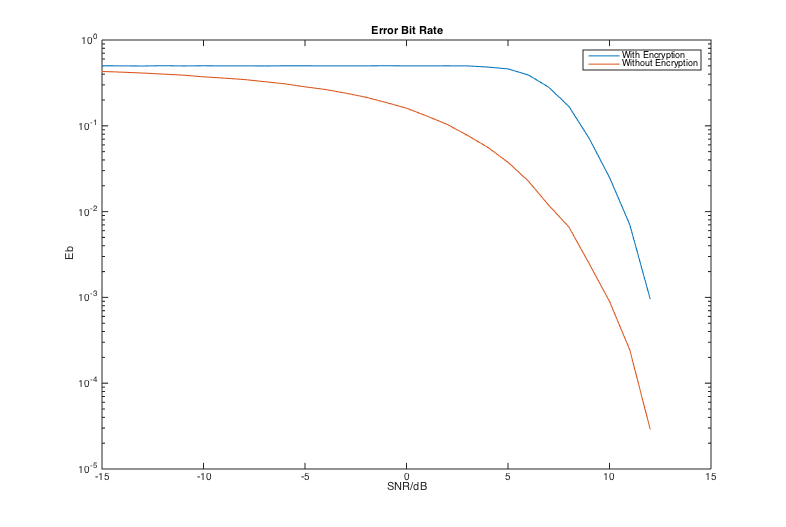 Error Bit Rate
With Encryption
Without Encryption
10^0
10^-1
10^-2
10^-3
10^-4
10^-5
Eb
-15 -10 -5 0 5 10 15
SNR/dB